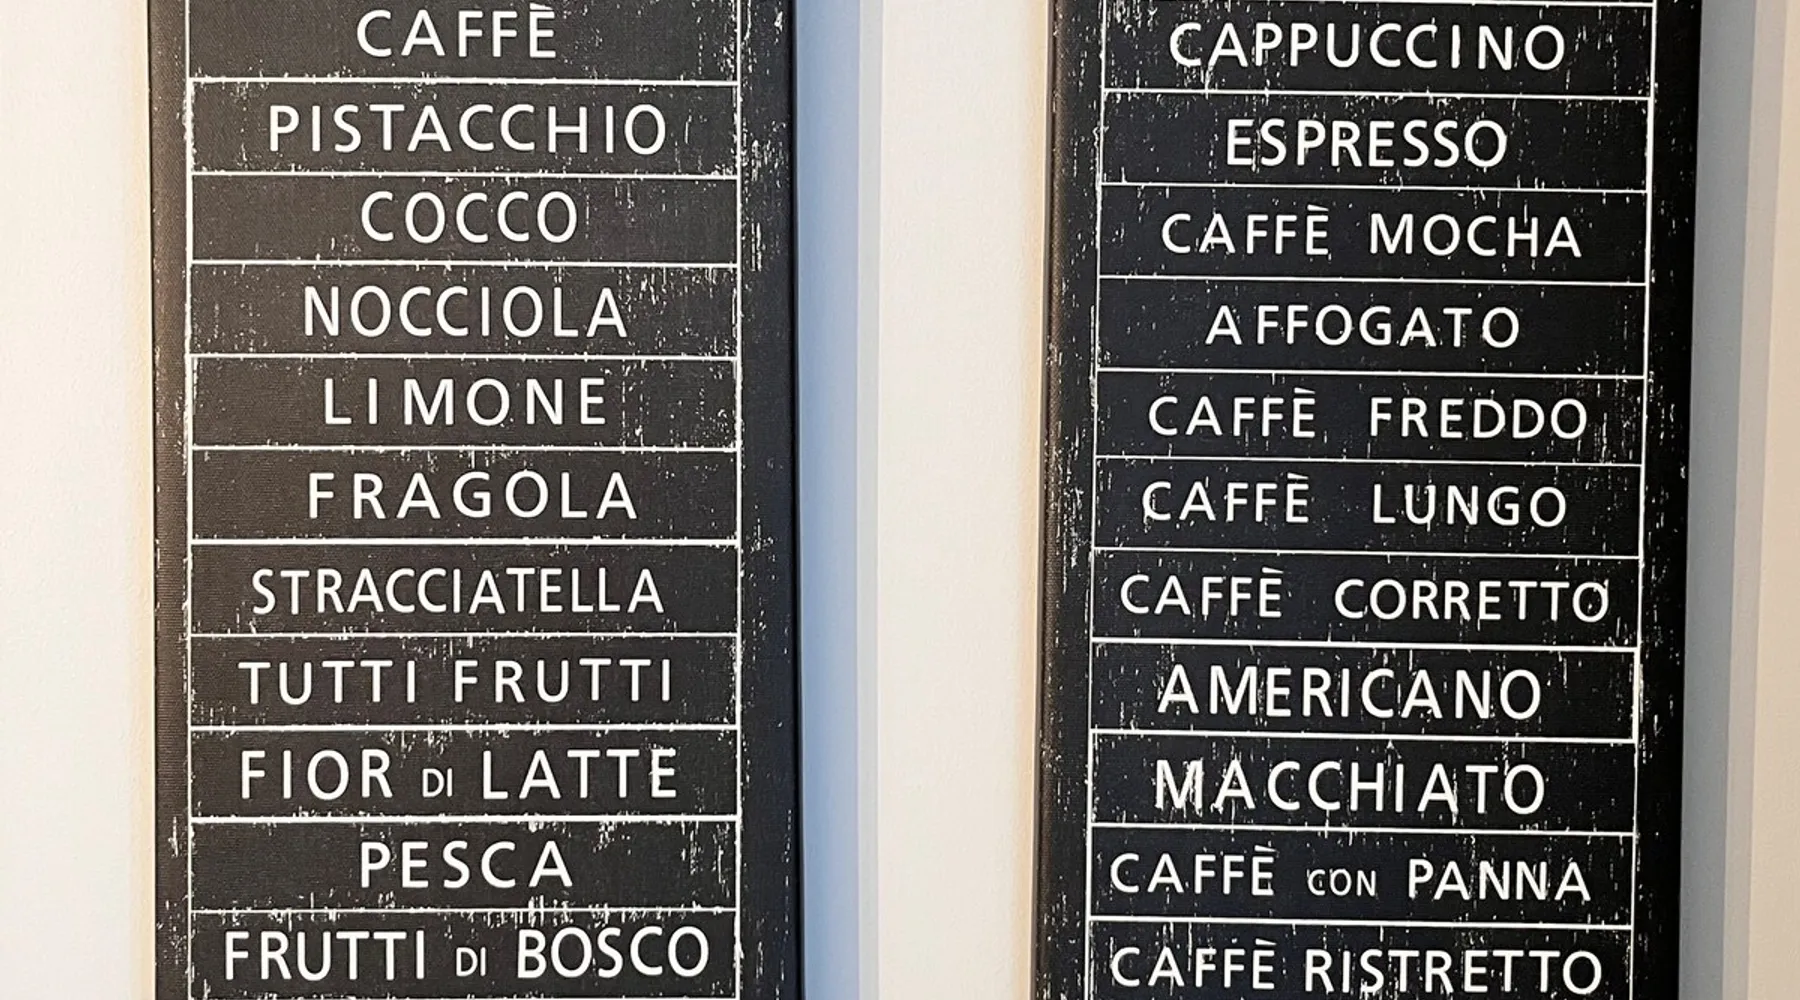 CAFFÈ
PISTACCHIO
COCCO
NOCCIOLA
LIMONE
FRAGOLA
STRACCIATELLA
TUTTI FRUTTI
FIOR DI LATTE
PESCA
FRUTTI DI BOSCO
CAPPUCCINO
ESPRESSO
CAFFÈ MOCHA
AFFOGATO
CAFFÈ FREDDO
CAFFÈ LUNGO
CAFFÈ CORRETTO
AMERICANO
MACCHIATO
CAFFÈ CON PANNA
CAFFÈ RISTRETTO